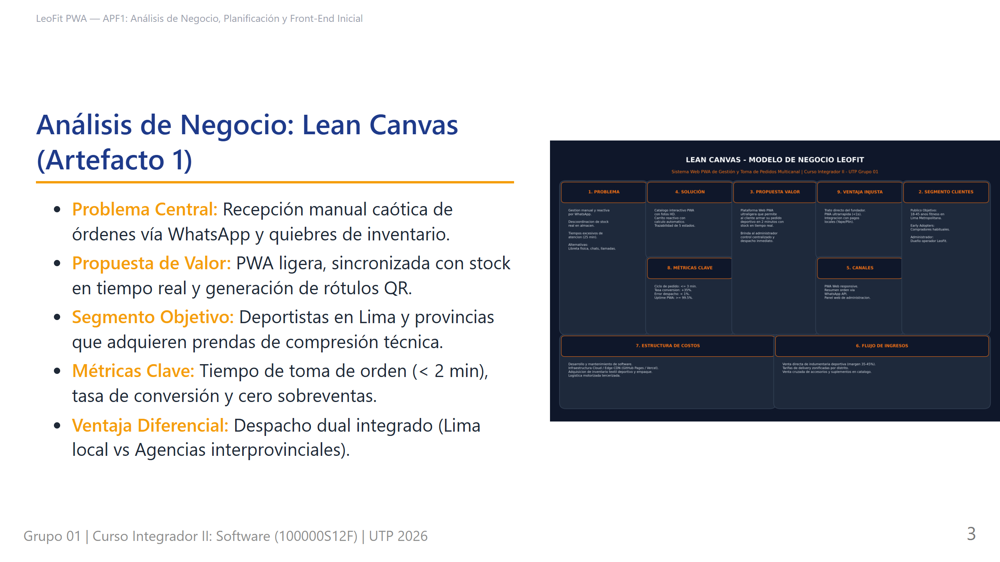 LeoFit PWA — APF1: Análisis de Negocio, Planificación y Front-End Inicial
Análisis de Negocio: Lean Canvas
(Artefacto 1)
• Problema Central: Recepción manual caótica de
órdenes vía WhatsApp y quiebres de inventario.
• Propuesta de Valor: PWA ligera, sincronizada con stock
en tiempo real y generación de rótulos QR.
• Segmento Objetivo: Deportistas en Lima y provincias
que adquieren prendas de compresión técnica.
• Métricas Clave: Tiempo de toma de orden (< 2 min),
tasa de conversión y cero sobreventas.
• Ventaja Diferencial: Despacho dual integrado (Lima
local vs Agencias interprovinciales).
LEAN CANVAS - MODELO DE NEGOCIO LEOFIT
Sistema Web PWA de Gestión y Toma de Pedidos Multicanal | Curso Integrador II - UTP Grupo 01
1. PROBLEMA
Gestion manual y reactiva
por WhatsApp.
Descoordinacion de stock
real en almacen.
Tiempos excesivos de
atencion (25 min).
Alternativas:
Libreta fisica, chats, llamadas.
4. SOLUCIÓN
Catalogo interactivo PWA
con fotos HD.
Carrito reactivo con
calculo automatico.
Trazabilidad de 5 estados.
8. MÉTRICAS CLAVE
Ciclo de pedido: <= 3 min.
Tasa conversion: +35%.
Error despacho: < 1%.
Uptime PWA: >= 99.5%.
3. PROPUESTA VALOR
Plataforma Web PWA
ultraligera que permite
al cliente armar su pedido
deportivo en 2 minutos con
stock en tiempo real.
Brinda al administrador
control centralizado y
despacho inmediato.
9. VENTAJA INJUSTA
Trato directo del fundador.
PWA ultrarrapida (<1s).
Integracion con pagos
locales (Yape/Plin).
5. CANALES
PWA Web responsive.
Resumen orden via
WhatsApp API.
Panel web de administracion.
2. SEGMENTO CLIENTES
Publico Objetivo:
18-45 anos fitness en
Lima Metropolitana.
Early Adopters:
Compradores habituales.
Administrador:
Dueño operador LeoFit.
7. ESTRUCTURA DE COSTOS
Desarrollo y mantenimiento de software.
Infraestructura Cloud / Edge CDN (GitHub Pages / Vercel).
Adquisicion de inventario textil deportivo y empaque.
Logistica motorizada tercerizada.
6. FLUJO DE INGRESOS
Venta directa de indumentaria deportiva (margen 35-45%).
Tarifas de delivery zonificadas por distrito.
Venta cruzada de accesorios y suplementos en catalogo.
Grupo 01 | Curso Integrador II: Software (100000S12F) | UTP 2026
3